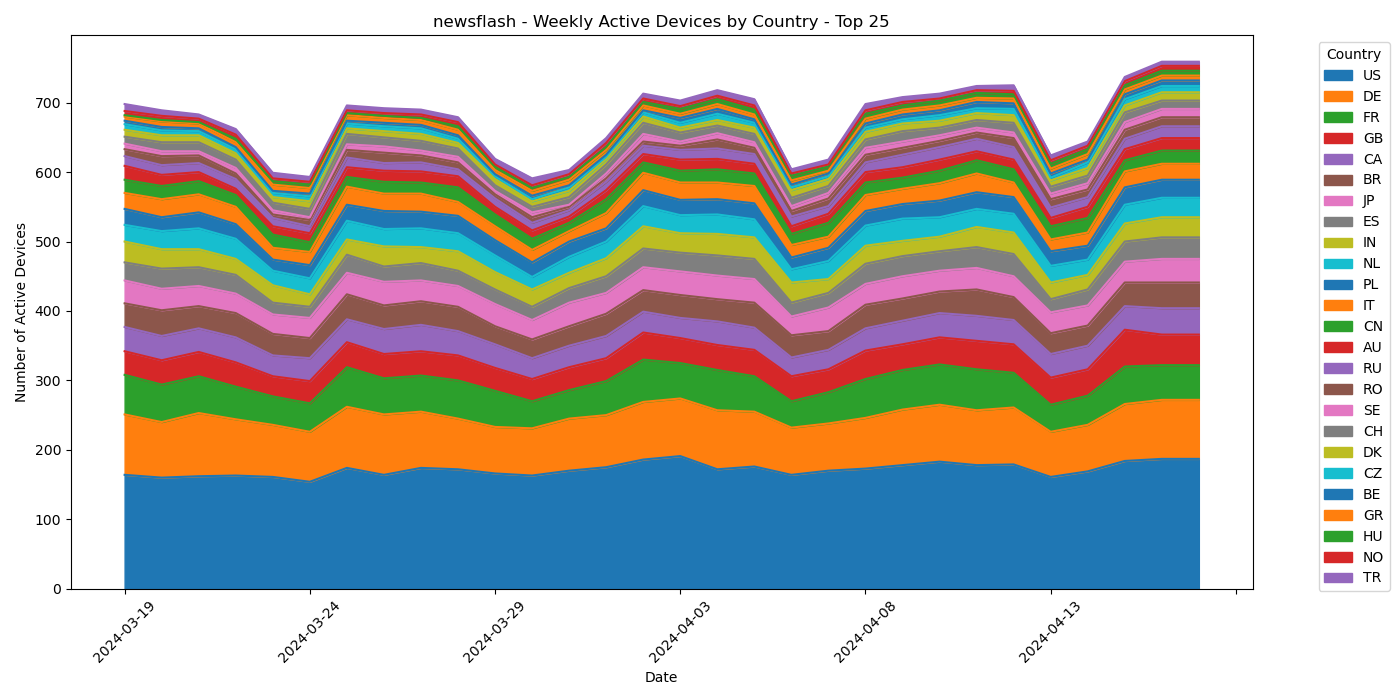 newsflash - Weekly Active Devices by Country - Top 25
Number of Active Devices
700
600
500
400
300
200
100
0
2024-03-19
2024-03-24
2024-03-29
2024-04-03
2024-04-08
2024-04-13
Date
Country
US
DE
FR
GB
CA
BR
JP
ES
IN
NL
PL
IT
CN
AU
RU
RO
SE
CH
DK
CZ
BE
GR
HU
NO
TR